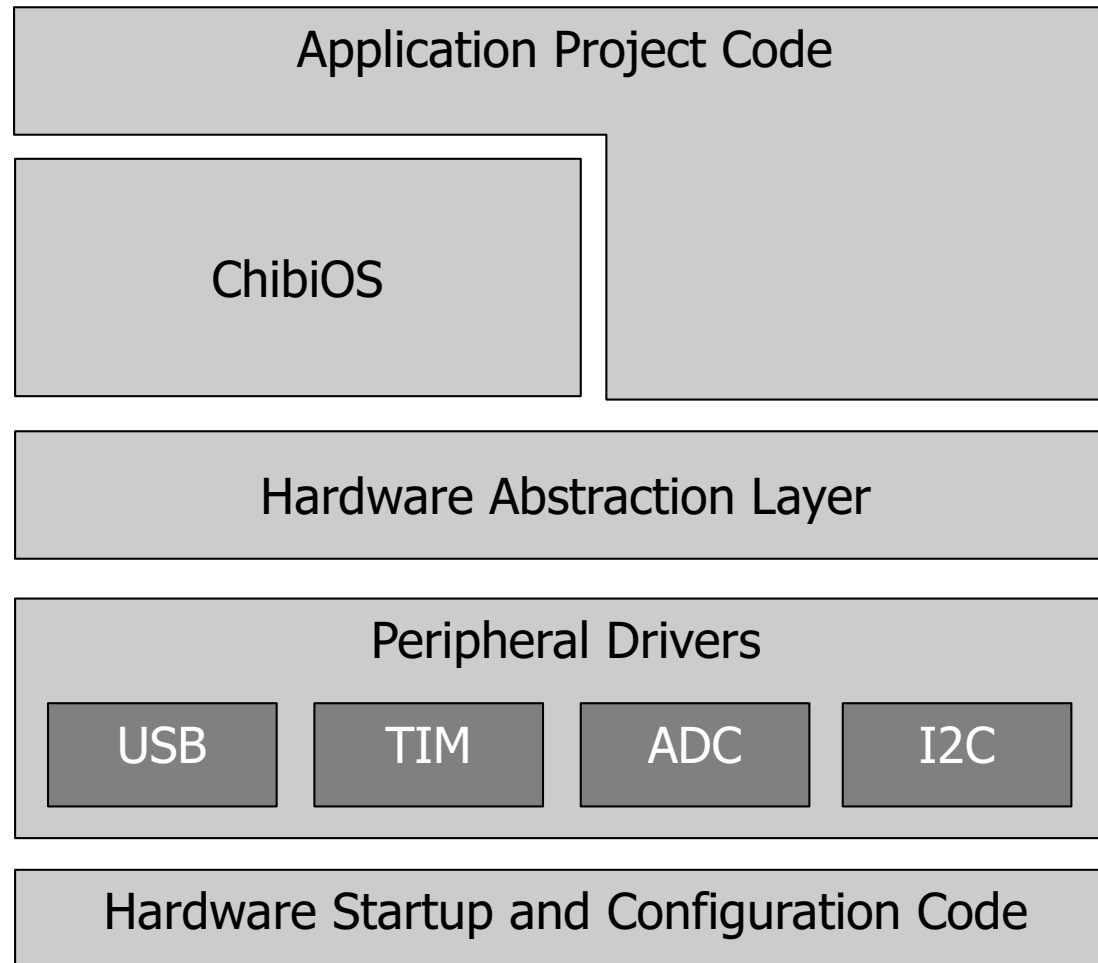 Application Project Code
ChibiOS
Hardware Abstraction Layer
Peripheral Drivers
USB TIM ADC I2C
Hardware Startup and Configuration Code